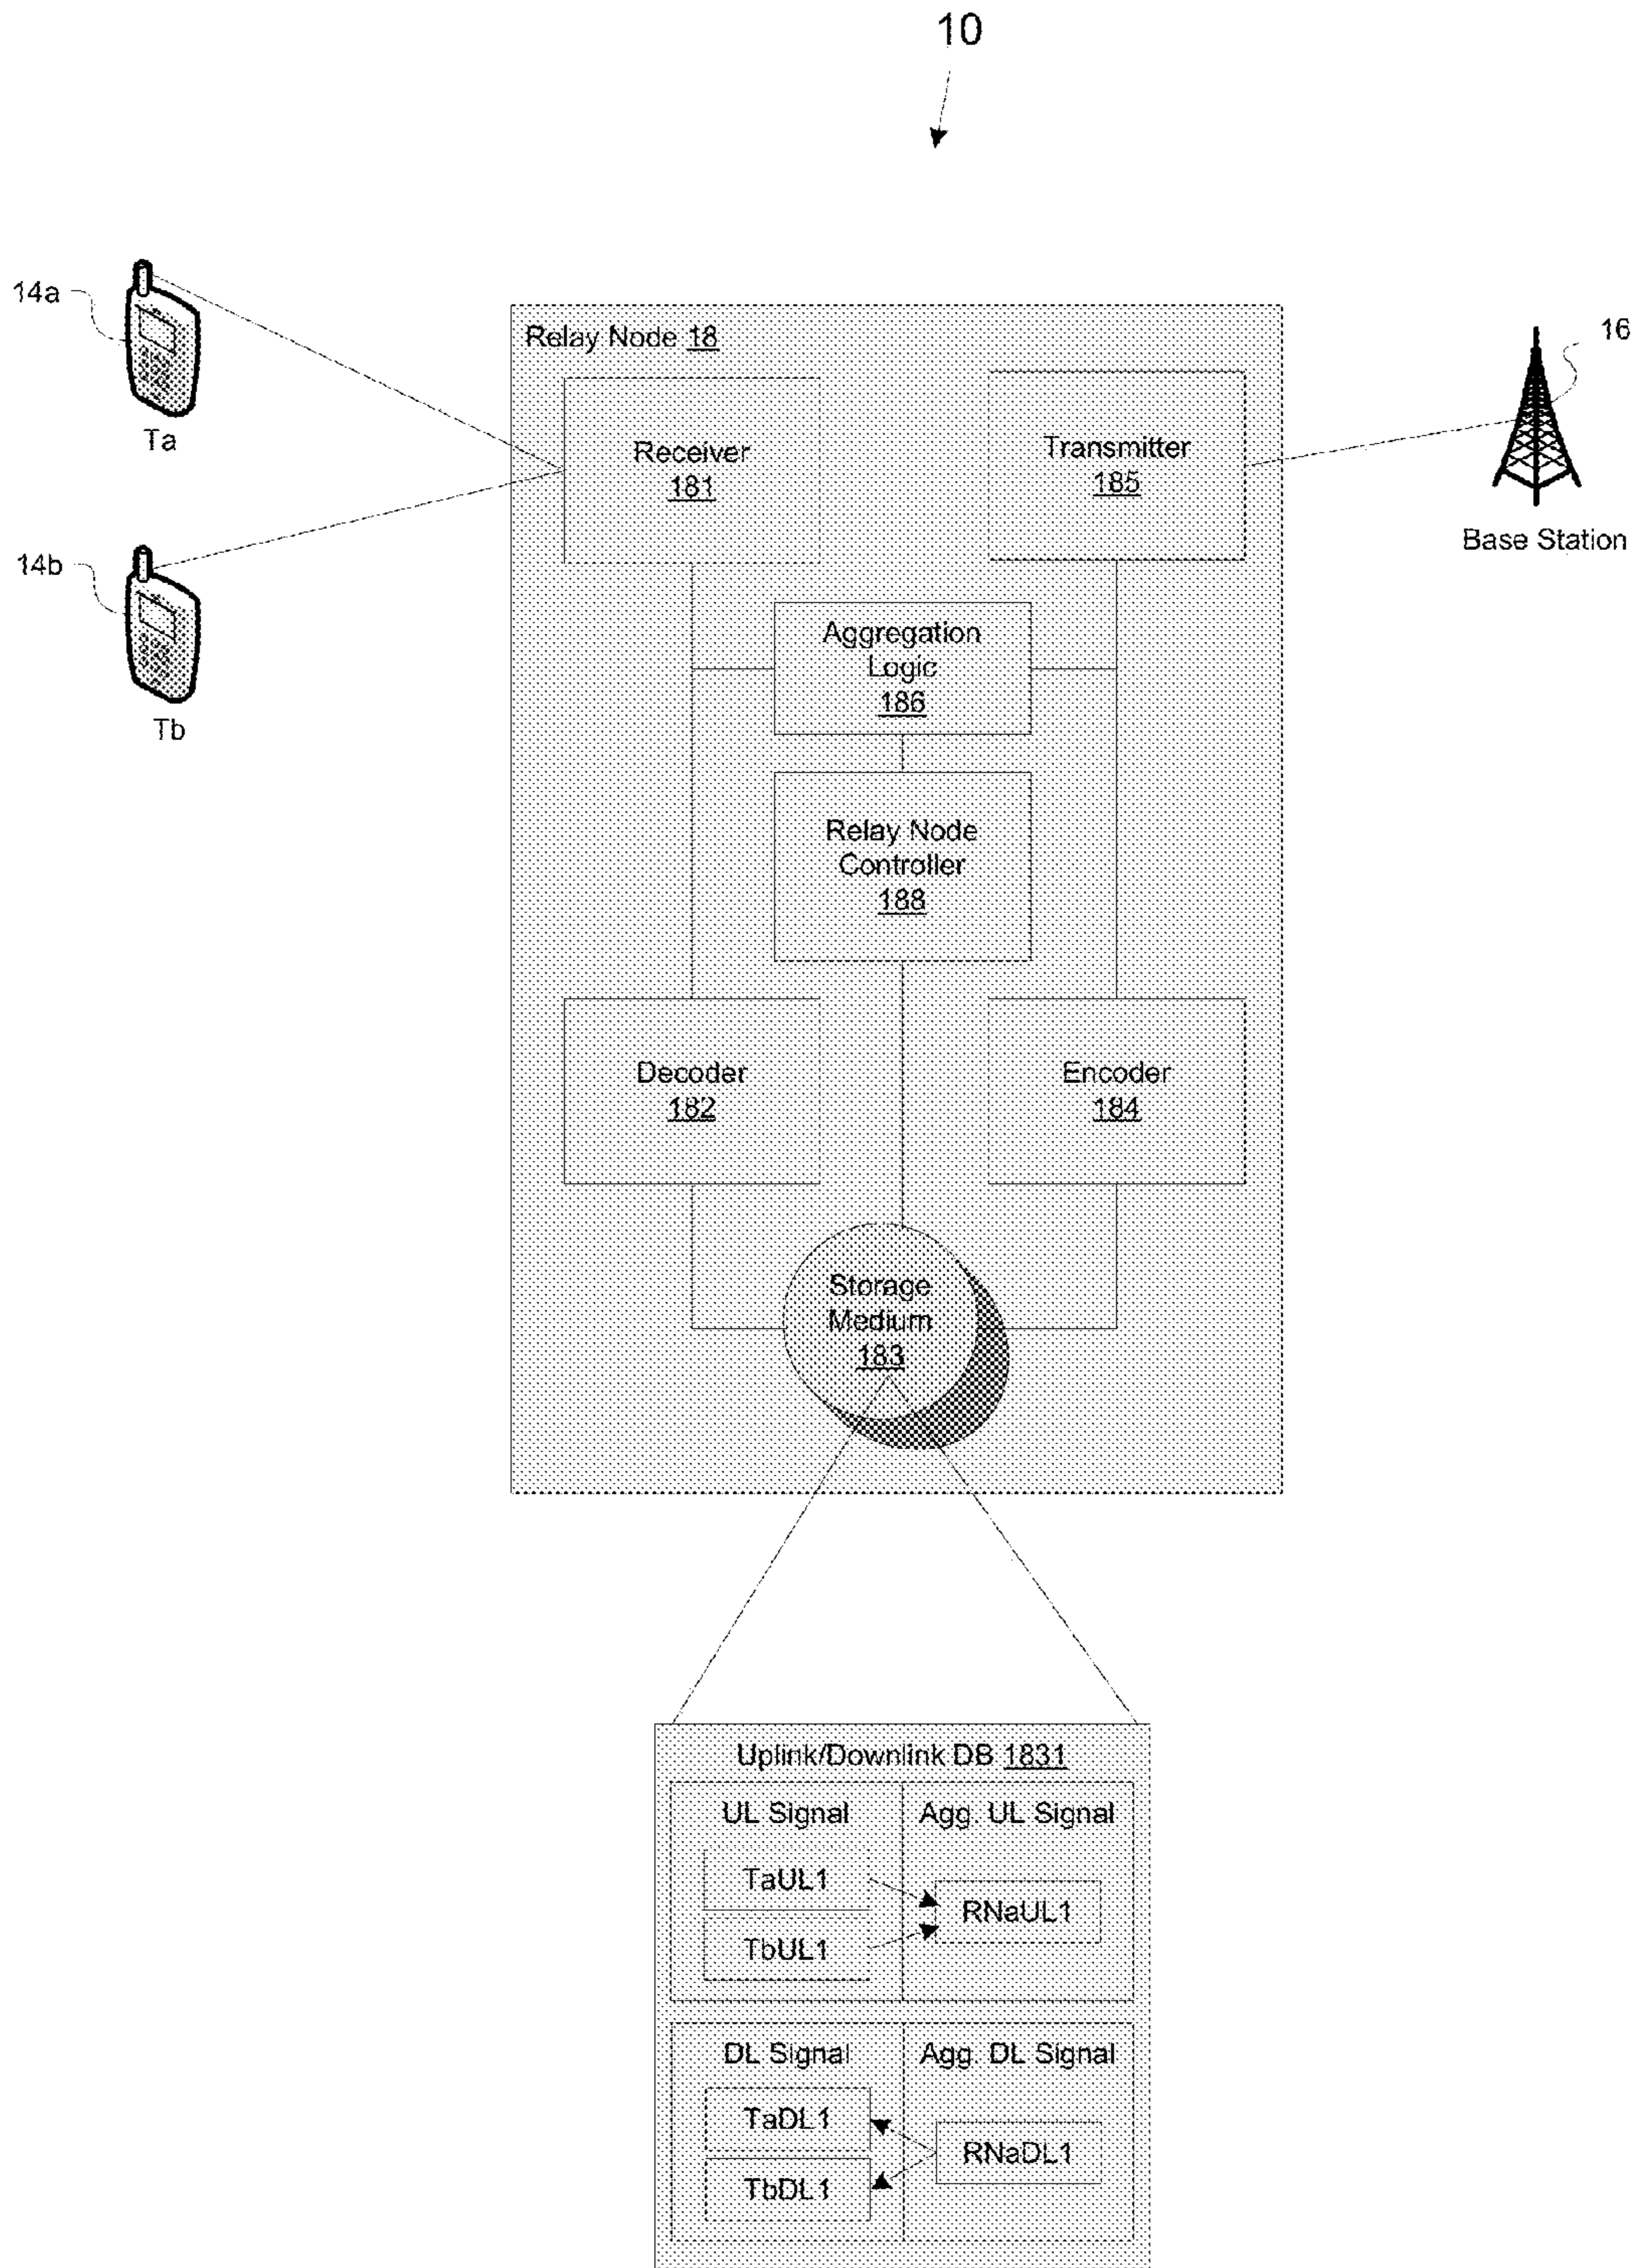 10
14a
Ta
14b
Tb
Relay Node 18
Receiver
181
Transmitter
185
16
Base Station
Aggregation
Logic
186
Relay Node
Controller
188
Decoder
182
Encoder
184
Storage
Medium
183
Uplink/Downlink DB 1831
UL Signal
Agg. UL Signal
TaUL1
TbUL1
RNaUL1
DL Signal
Agg. DL Signal
TaDL1
TbDL1
RNaDL1